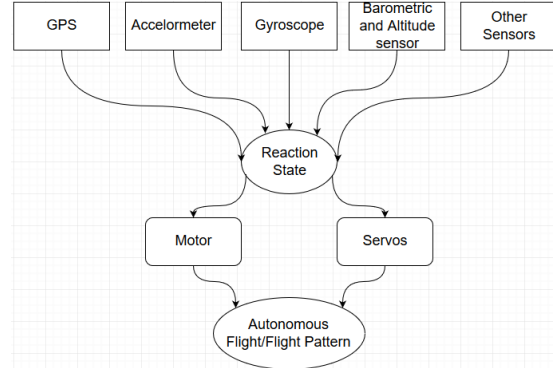 GPS
Accelormeter
Gyroscope
Barometric
and Altitude
sensor
Other
Sensors
Reaction
State
Motor
Servos
Autonomous
Flight/Flight Pattern